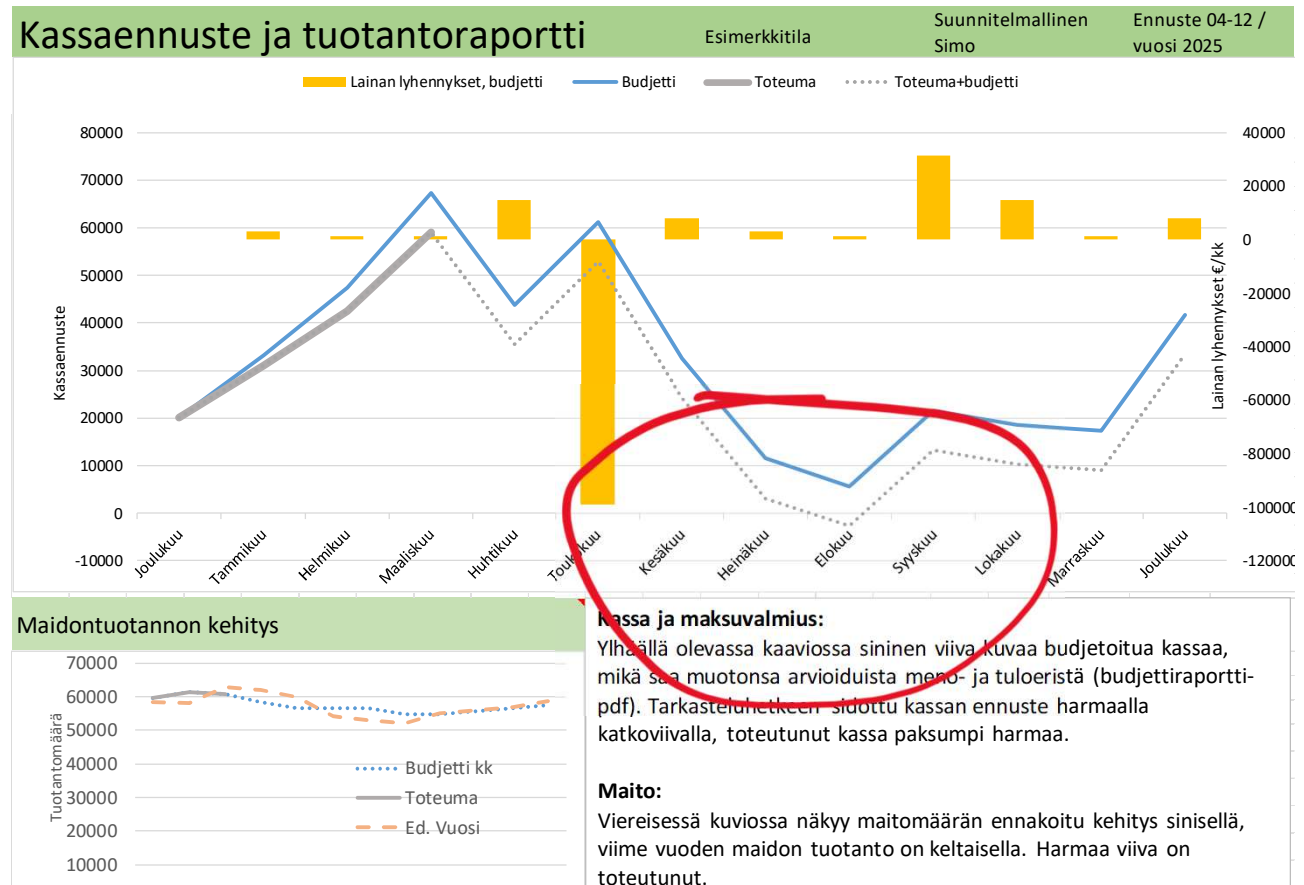 Kassaennuste ja tuotantoraportti
Esimerkkitila
Suunnitelmallinen
Simo
Ennuste 04-12 /
vuosi 2025
Lainan lyhennykset, budjetti
Budjetti
Toteuma
Toteuma+budjetti
80000
70000
60000
50000
40000
30000
20000
10000
0
-10000
Kassaennuste
40000
20000
0
-20000
-40000
-60000
-80000
-100000
-120000
Lainan lyhennykset €/kk
Joulukuu
Tammikuu
Helmikuu
Maaliskuu
Huhtikuu
Toukokuu
Kesäkuu
Heinäkuu
Elokuu
Syyskuu
Lokakuu
Marraskuu
Joulukuu
Maidontuotannon kehitys
70000
60000
50000
40000
30000
20000
10000
Tuotantomäärä
Budjetti kk
Toteuma
Ed. Vuosi
Kassa ja maksuvalmius:
Ylhäällä olevassa kaaviossa sininen viiva kuvaa budjetoitua kassaa,
mikä saa muotonsa arvioiduista meno- ja tuloeristä (budjettiraportti-
pdf). Tarkasteluhetkeen sidottu kassan ennuste harmaalla
katkoviivalla, toteutunut kassa paksumpi harmaa.
Maito:
Viereisessä kuviossa näkyy maitomäärän ennakoitu kehitys sinisellä,
viime vuoden maidon tuotanto on keltaisella. Harmaa viiva on
toteutunut.